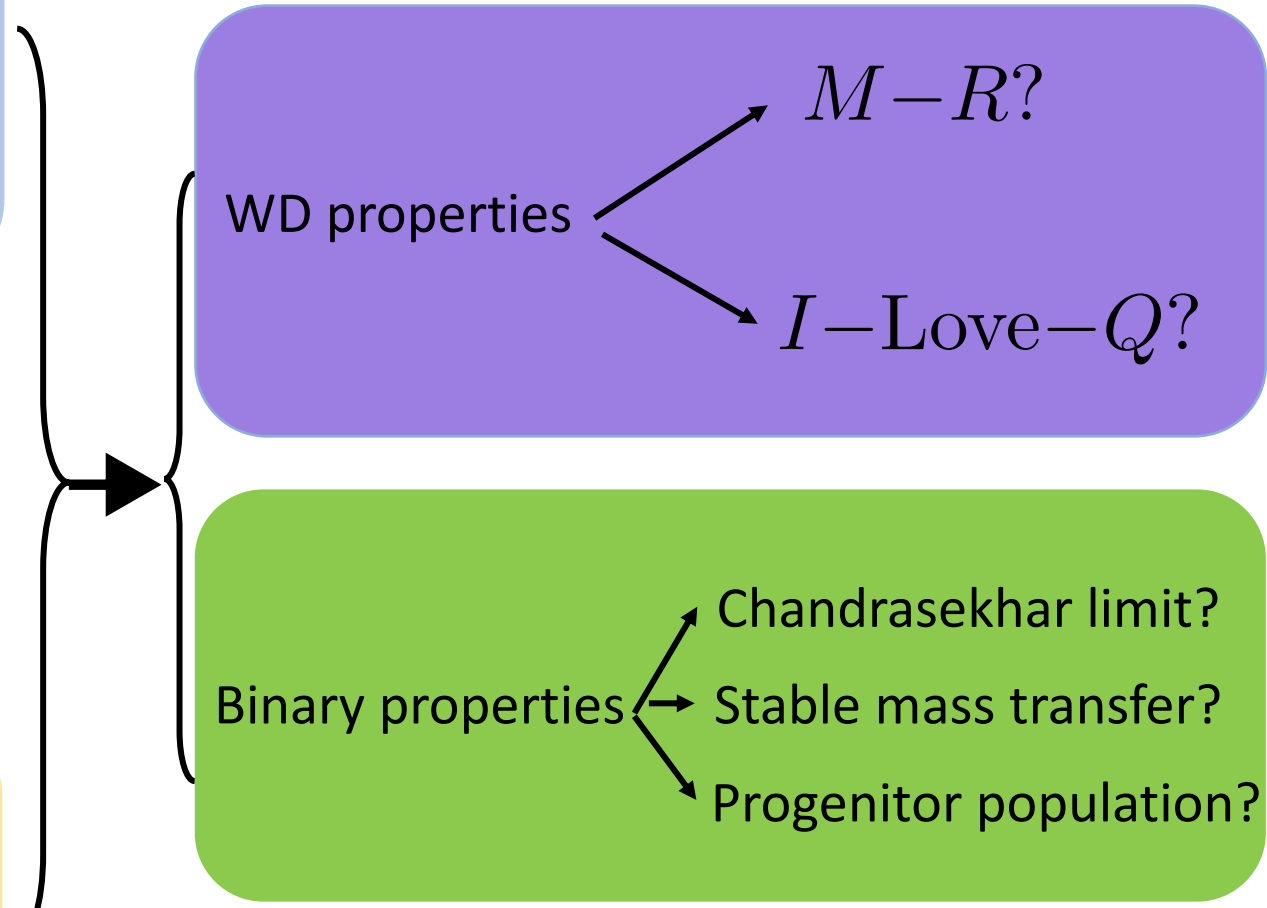 M−R?
WD properties
I−Love−Q?
Chandrasekhar limit?
Binary properties
Stable mass transfer?
Progenitor population?